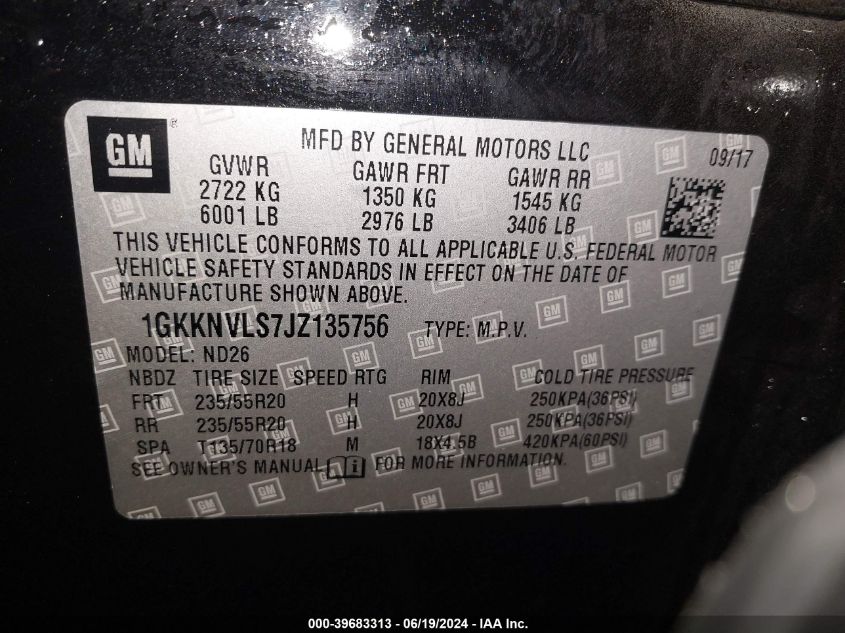 GM
MFD BY GENERAL MOTORS LLC
09/17
GVWR GAWR FRT GAWR RR
2722 KG 1350 KG 1545 KG
6001 LB 2976 LB 3406 LB
THIS VEHICLE CONFORMS TO ALL APPLICABLE U.S. FEDERAL MOTOR
VEHICLE SAFETY STANDARDS IN EFFECT ON THE DATE OF
MANUFACTURE SHOWN ABOVE.
1GKKNVLS7JZ135756 TYPE: M.P.V.
MODEL: ND26
NBDZ TIRE SIZE SPEED RTG RIM COLD TIRE PRESSURE
FRT 235/55R20 H 20X8J 250KPA(36PSI)
RR 235/55R20 H 20X8J 250KPA(36PSI)
SPA T135/70R18 M 18X4.5B 420KPA(60PSI)
SEE OWNER'S MANUAL FOR MORE INFORMATION.
000-39683313 - 06/19/2024 - IAA Inc.